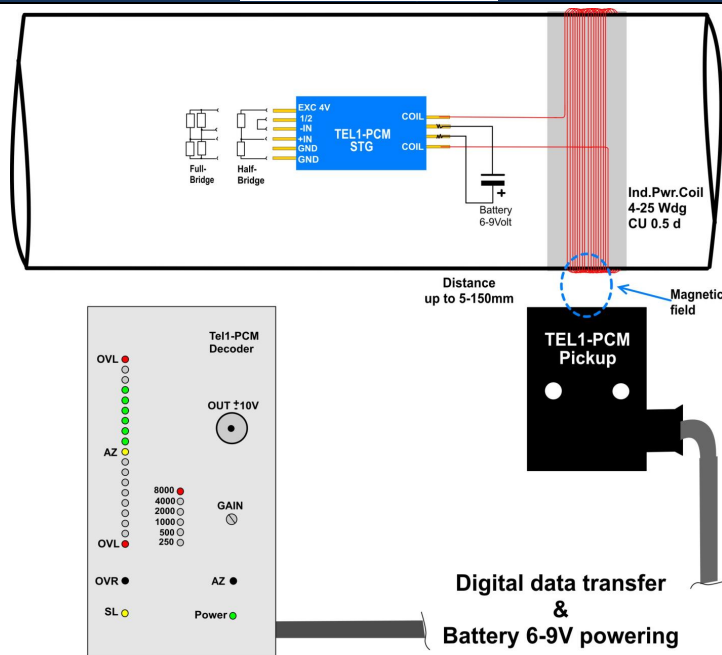 EXC 4V
1/2
-IN
+IN
GND
GND
TEL1-PCM
STG
COIL
COIL
Full-
Bridge
Half-
Bridge
+
Battery
6-9Volt
Ind.Pwr.Coil
4-25 Wdg
CU 0.5 d
Distance
up to 5-150mm
Magnetic
field
TEL1-PCM
Pickup
Tel1-PCM
Decoder
OVL
OUT ±10V
AZ
8000
4000
2000
1000
500
250
GAIN
OVL
OVR
AZ
SL
Power
Digital data transfer
&
Battery 6-9V powering